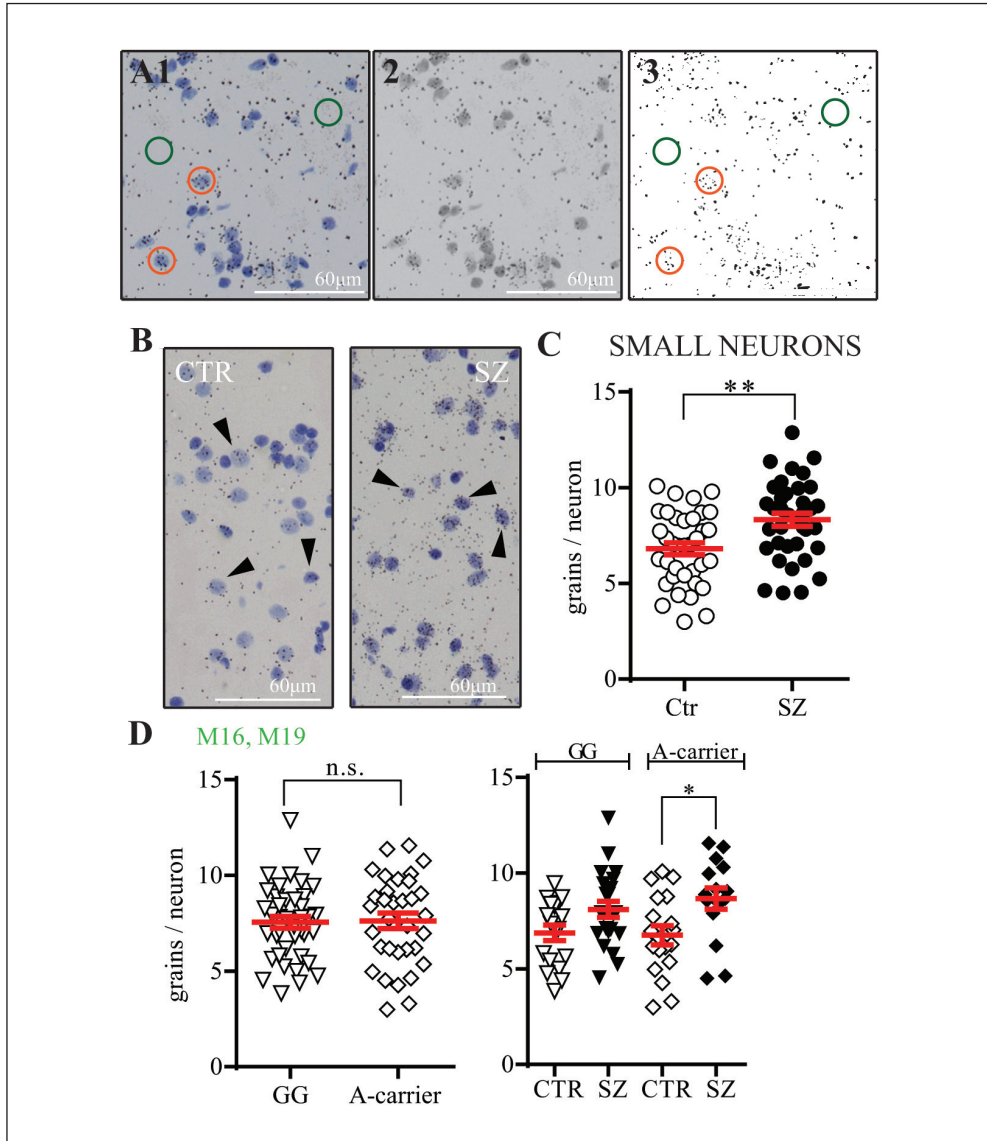 A1 2 3
60μm 60μm
B
CTR SZ
60μm 60μm
C SMALL NEURONS
**
15
10
5
0
grains / neuron
Ctr SZ
D M16, M19
n.s.
15
10
5
0
grains / neuron
GG A-carrier
GG A-carrier
*
15
10
5
0
CTR SZ CTR SZ